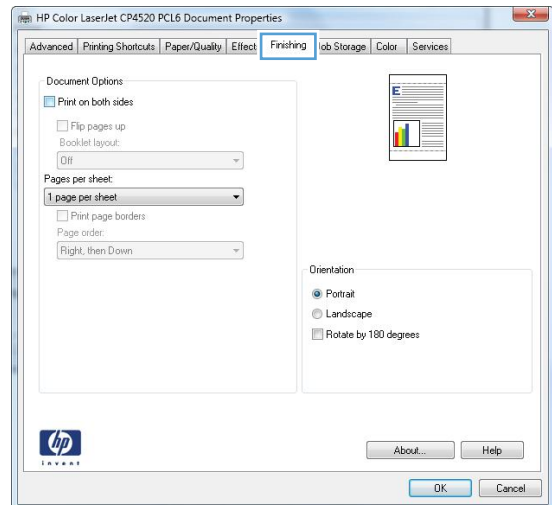 HP Color LaserJet CP4520 PCL6 Document Properties
Advanced Printing Shortcuts Paper/Quality Finishing Job Storage Color Services
Document Options
Print on both sides
Flip pages up
Booklet layout:
Off
Pages per sheet:
1 page per sheet
Print page borders
Page order:
Right, then Down
E
Orientation
Portrait
Landscape
Rotate by 180 degrees
hp
invent
About... Help
OK Cancel